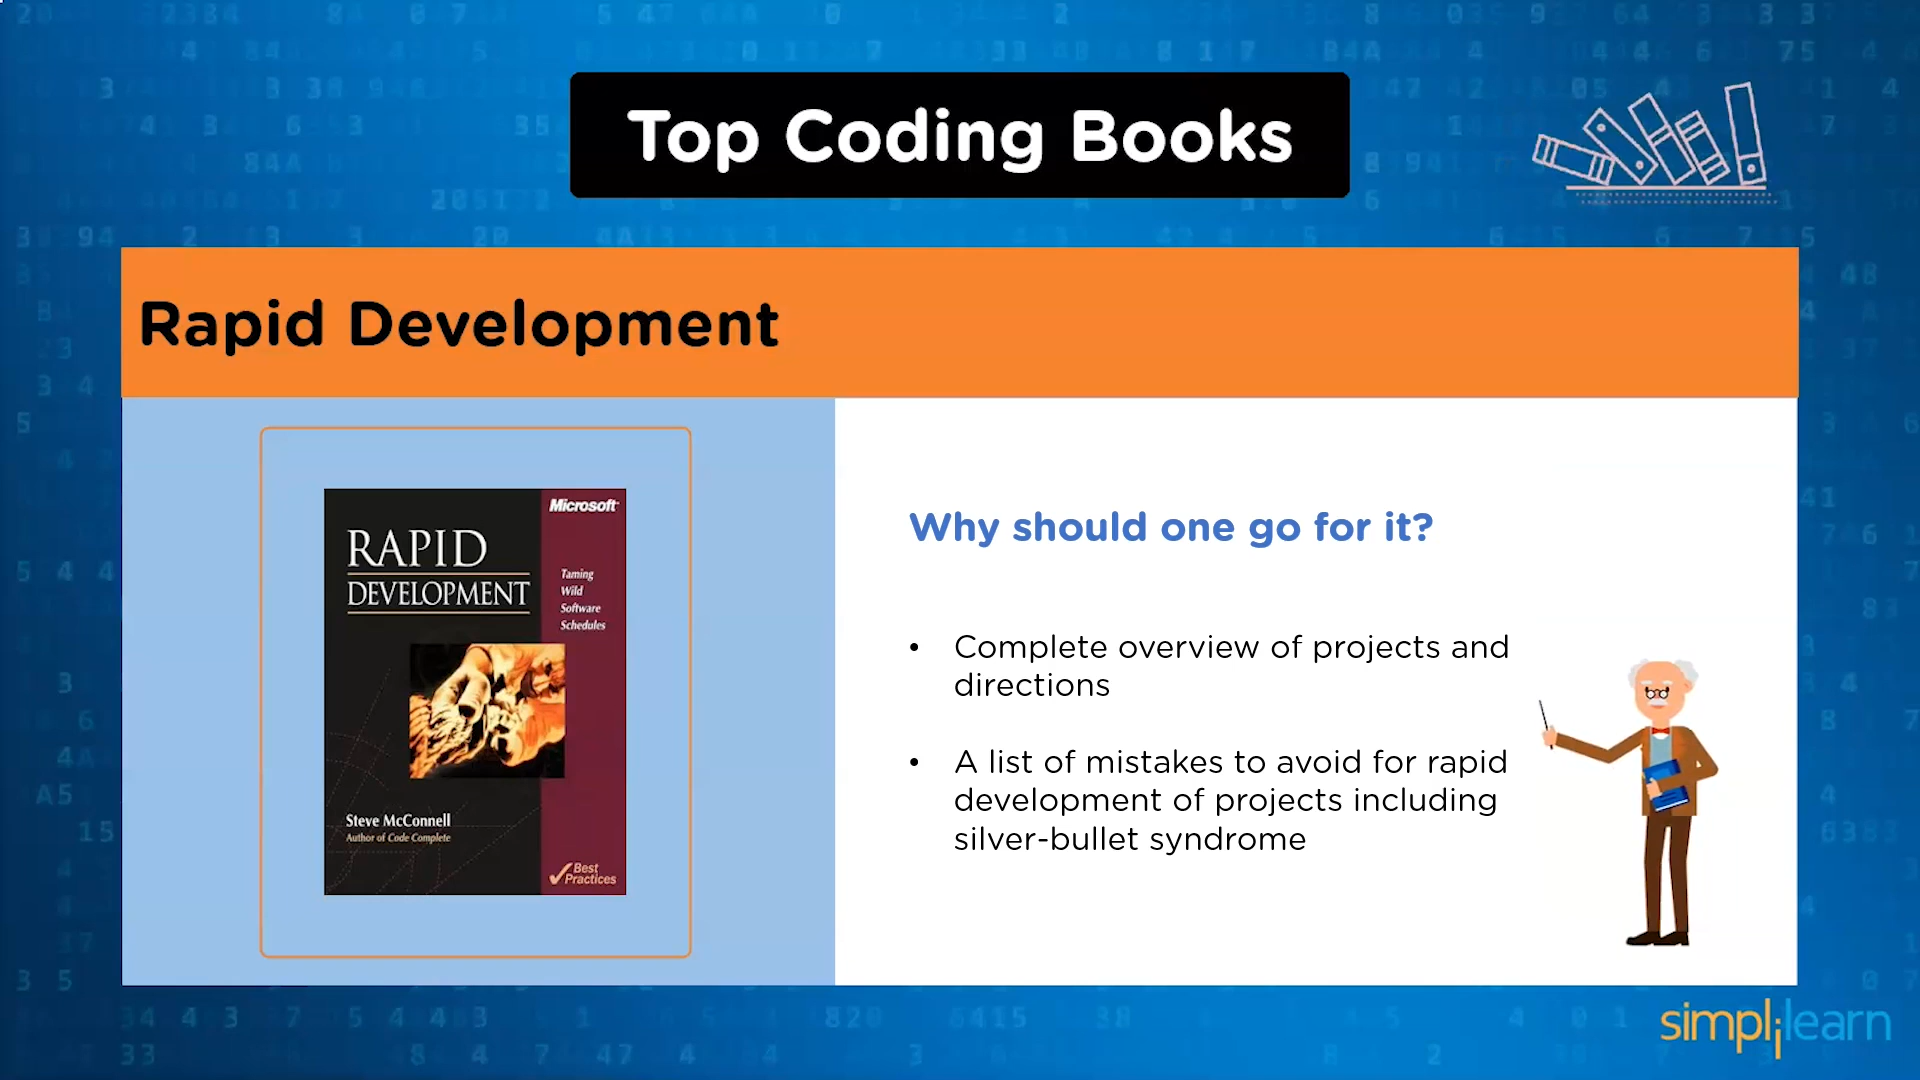 Top Coding Books
Rapid Development
Microsoft
RAPID
DEVELOPMENT
Taming
Wild
Software
Schedules
Steve McConnell
Author of Code Complete
Best
Practices
Why should one go for it?
• Complete overview of projects and
directions
• A list of mistakes to avoid for rapid
development of projects including
silver-bullet syndrome
simplilearn